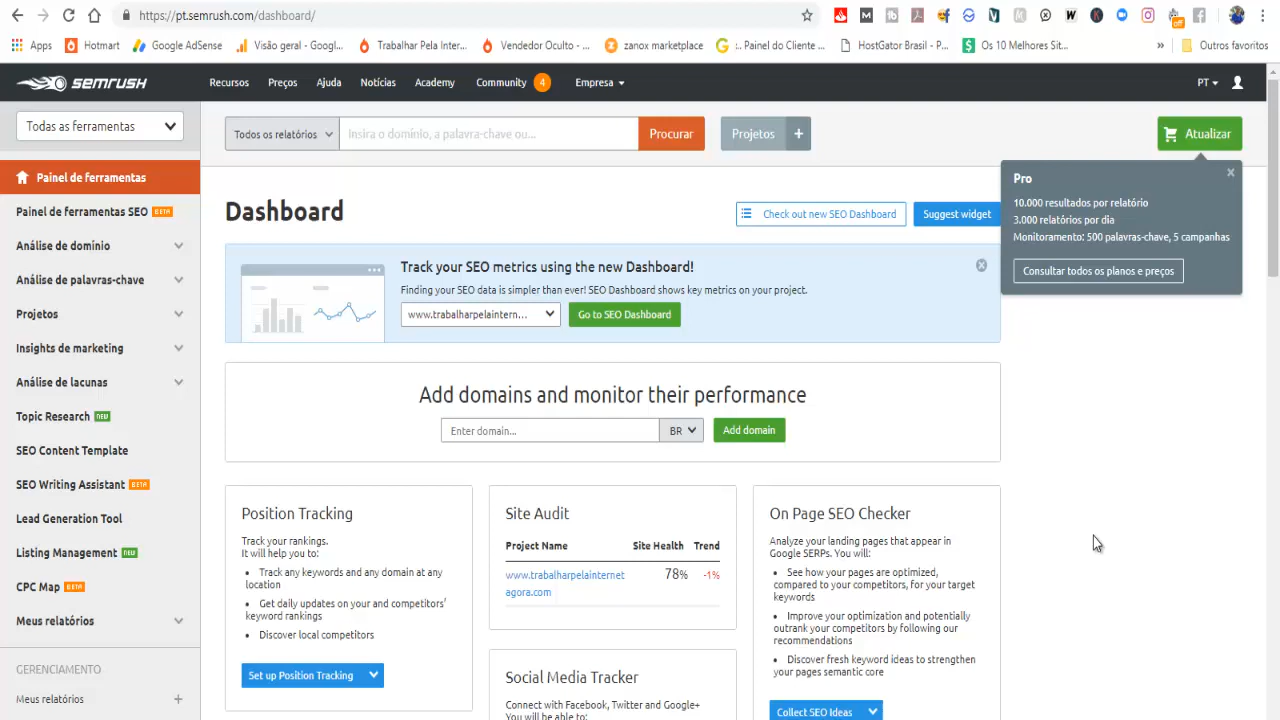 https://pt.semrush.com/dashboard/
Apps
Hotmart
Google AdSense
Visão geral - Googl...
Trabalhar Pela Inter...
Vendedor Oculto - ...
zanox marketplace
:. Painel do Cliente ...
HostGator Brasil - P...
Os 10 Melhores Sit...
»
Outros favoritos
SEMRUSH
Recursos
Preços
Ajuda
Notícias
Academy
Community 4
Empresa
PT
Todas as ferramentas
Todos os relatórios
Insira o domínio, a palavra-chave ou...
Procurar
Projetos +
Atualizar
Painel de ferramentas
Painel de ferramentas SEO BETA
Análise de domínio
Análise de palavras-chave
Projetos
Insights de marketing
Análise de lacunas
Topic Research NEW
SEO Content Template
SEO Writing Assistant BETA
Lead Generation Tool
Listing Management NEW
CPC Map BETA
Meus relatórios
GERENCIAMENTO
Meus relatórios +
Dashboard
Check out new SEO Dashboard
Suggest widget
Pro
10.000 resultados por relatório
3.000 relatórios por dia
Monitoramento: 500 palavras-chave, 5 campanhas
Consultar todos os planos e preços
Track your SEO metrics using the new Dashboard!
Finding your SEO data is simpler than ever! SEO Dashboard shows key metrics on your project.
www.trabalharpelaintern...
Go to SEO Dashboard
Add domains and monitor their performance
Enter domain...
BR
Add domain
Position Tracking
Track your rankings.
It will help you to:
• Track any keywords and any domain at any
location
• Get daily updates on your and competitors'
keyword rankings
• Discover local competitors
Set up Position Tracking
Site Audit
Project Name Site Health Trend
www.trabalharpelainternet 78% -1%
agora.com
Social Media Tracker
Connect with Facebook, Twitter and Google+
You will be able to:
On Page SEO Checker
Analyze your landing pages that appear in
Google SERPs. You will:
• See how your pages are optimized,
compared to your competitors, for your target
keywords
• Improve your optimization and potentially
outrank your competitors by following our
recommendations
• Discover fresh keyword ideas to strengthen
your pages semantic core
Collect SEO Ideas